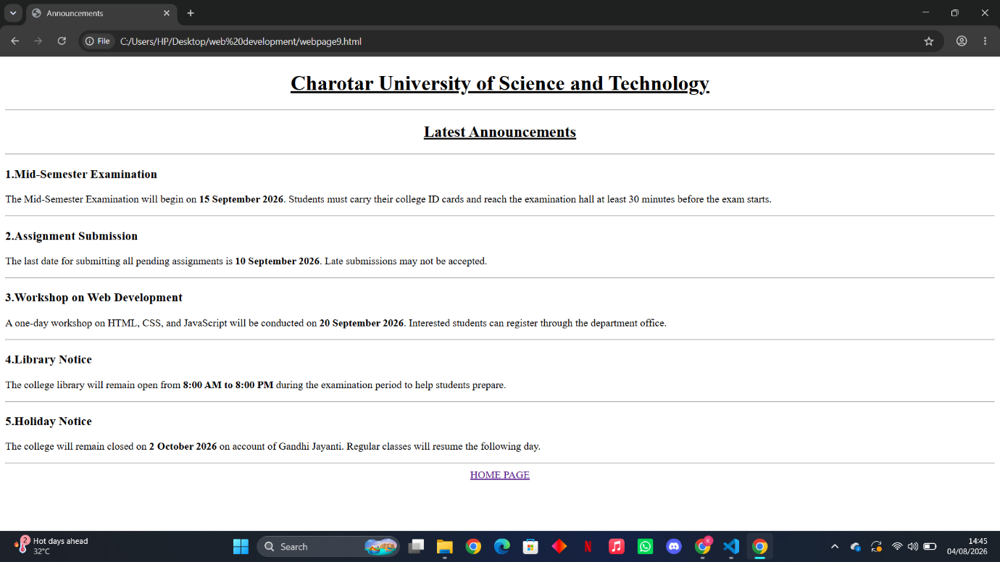 Announcements
File
C:/Users/HP/Desktop/web%20development/webpage9.html
Charotar University of Science and Technology
Latest Announcements
1.Mid-Semester Examination
The Mid-Semester Examination will begin on 15 September 2026. Students must carry their college ID cards and reach the examination hall at least 30 minutes before the exam starts.
2.Assignment Submission
The last date for submitting all pending assignments is 10 September 2026. Late submissions may not be accepted.
3.Workshop on Web Development
A one-day workshop on HTML, CSS, and JavaScript will be conducted on 20 September 2026. Interested students can register through the department office.
4.Library Notice
The college library will remain open from 8:00 AM to 8:00 PM during the examination period to help students prepare.
5.Holiday Notice
The college will remain closed on 2 October 2026 on account of Gandhi Jayanti. Regular classes will resume the following day.
HOME PAGE
2
Hot days ahead
32°C
Search
N
K
14:45
04/08/2026